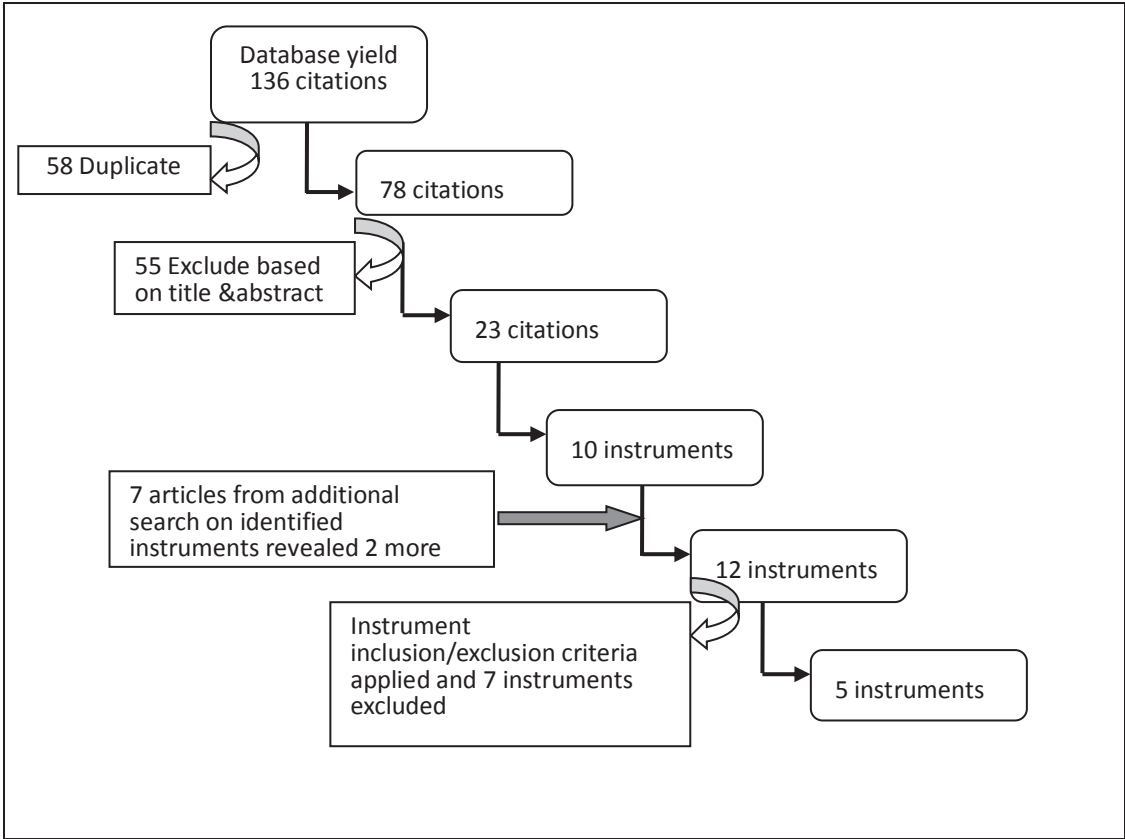 Database yield
136 citations
58 Duplicate
78 citations
55 Exclude based
on title &abstract
23 citations
10 instruments
7 articles from additional
search on identified
instruments revealed 2 more
12 instruments
Instrument
inclusion/exclusion criteria
applied and 7 instruments
excluded
5 instruments